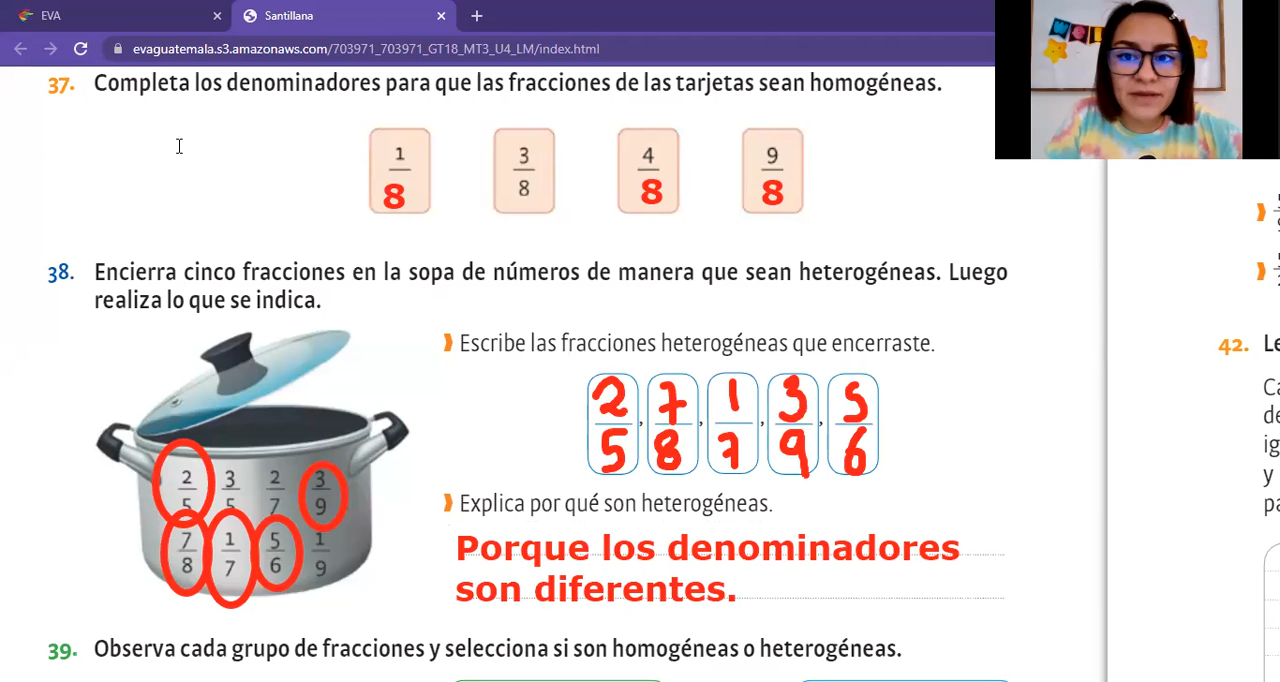 EVA
Santillana
evaguatemala.s3.amazonaws.com/703971_703971_GT18_MT3_U4_LM/index.html
37. Completa los denominadores para que las fracciones de las tarjetas sean homogéneas.
1 3 4 9
8 8 8 8
38. Encierra cinco fracciones en la sopa de números de manera que sean heterogéneas. Luego
realiza lo que se indica.
Escribe las fracciones heterogéneas que encerraste.
2 , 7 , 1 , 3 , 5
5 8 7 9 6
2 3 2 3
5 5 7 9
7 1 5 1
8 7 6 9
Explica por qué son heterogéneas.
Porque los denominadores
son diferentes.
39. Observa cada grupo de fracciones y selecciona si son homogéneas o heterogéneas.
42.